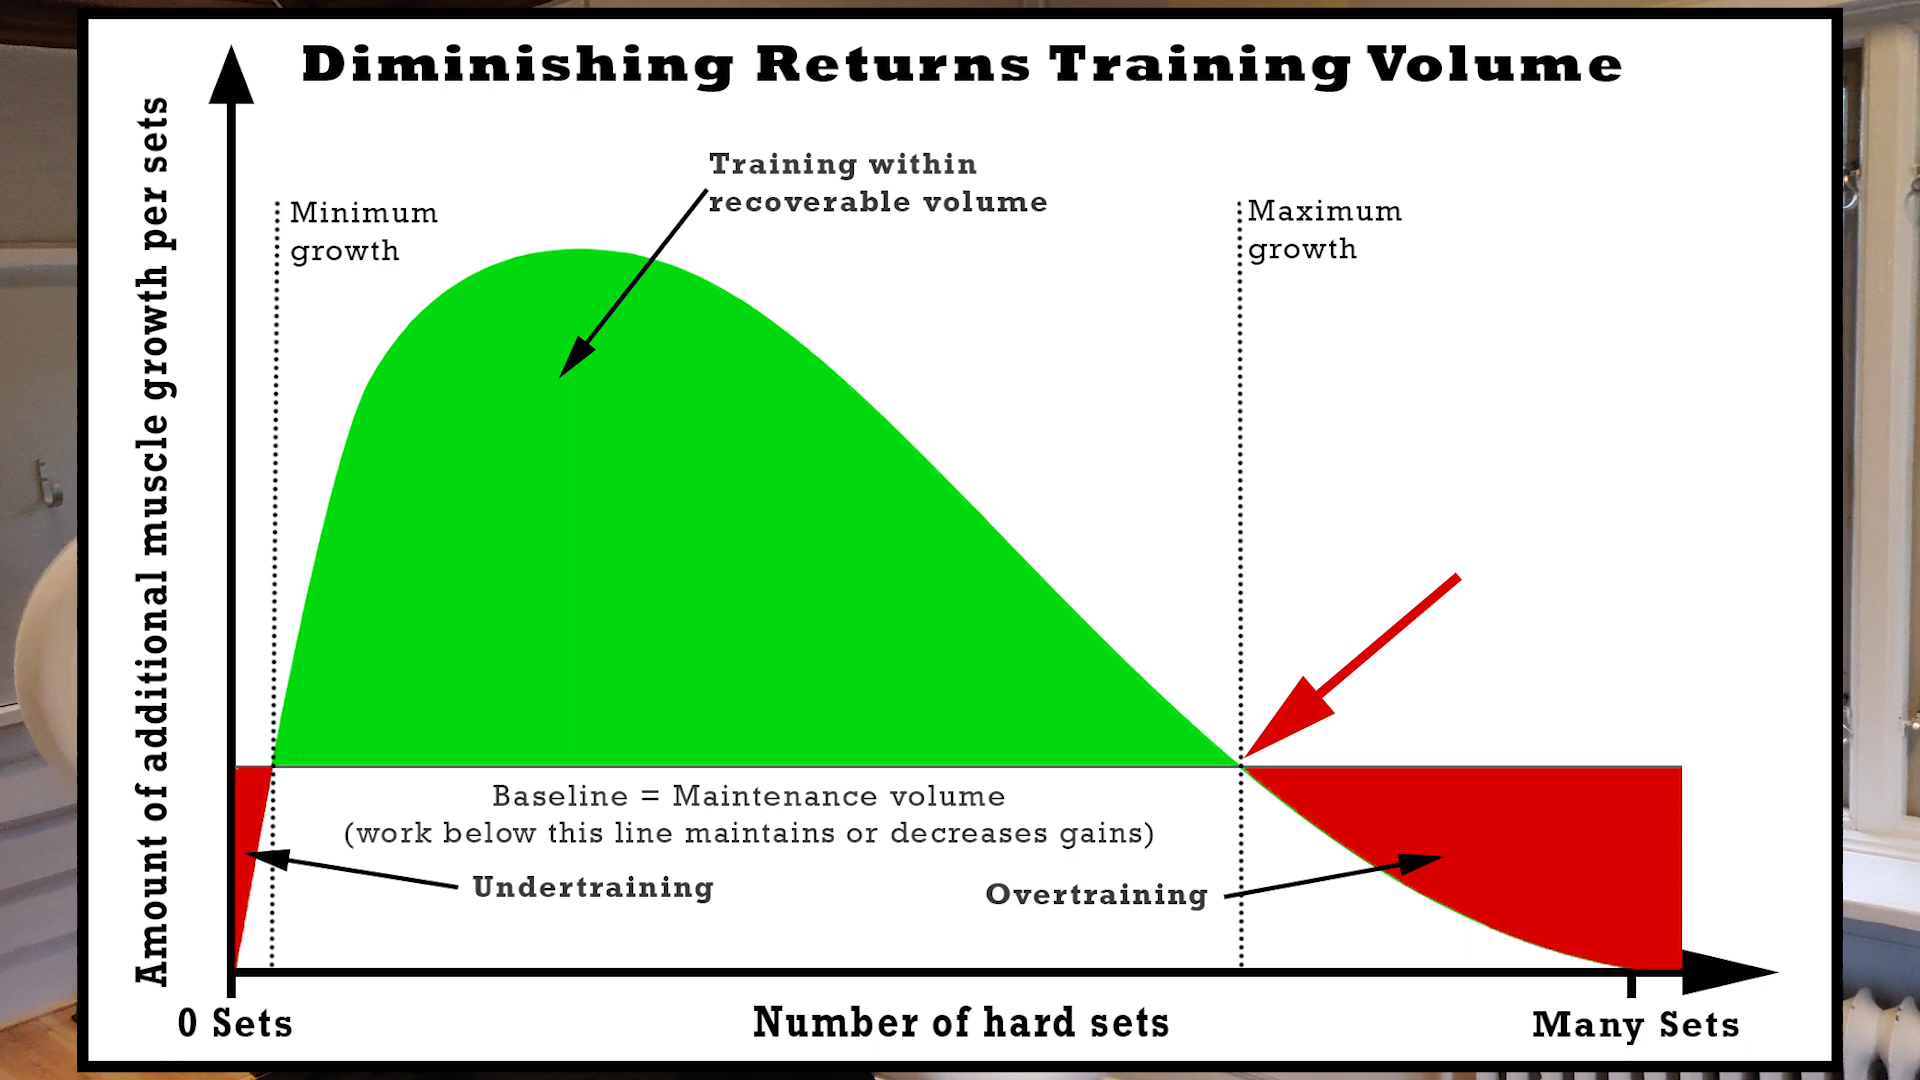 Diminishing Returns Training Volume
Amount of additional muscle growth per sets
Training within
recoverable volume
Minimum
growth
Maximum
growth
Baseline = Maintenance volume
(work below this line maintains or decreases gains)
Undertraining
Overtraining
0 Sets
Number of hard sets
Many Sets